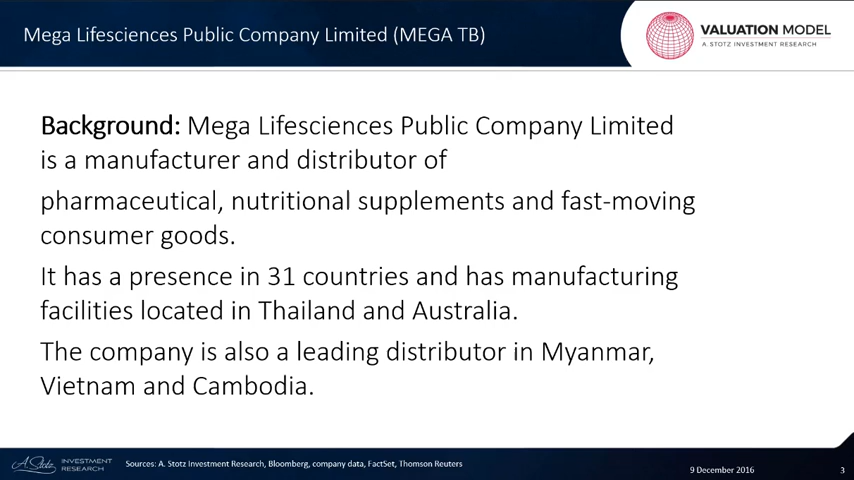 Mega Lifesciences Public Company Limited (MEGA TB)
VALUATION MODEL
A. STOTZ INVESTMENT RESEARCH
Background: Mega Lifesciences Public Company Limited
is a manufacturer and distributor of
pharmaceutical, nutritional supplements and fast-moving
consumer goods.
It has a presence in 31 countries and has manufacturing
facilities located in Thailand and Australia.
The company is also a leading distributor in Myanmar,
Vietnam and Cambodia.
A. Stotz
INVESTMENT
RESEARCH
Sources: A. Stotz Investment Research, Bloomberg, company data, FactSet, Thomson Reuters
9 December 2016
3